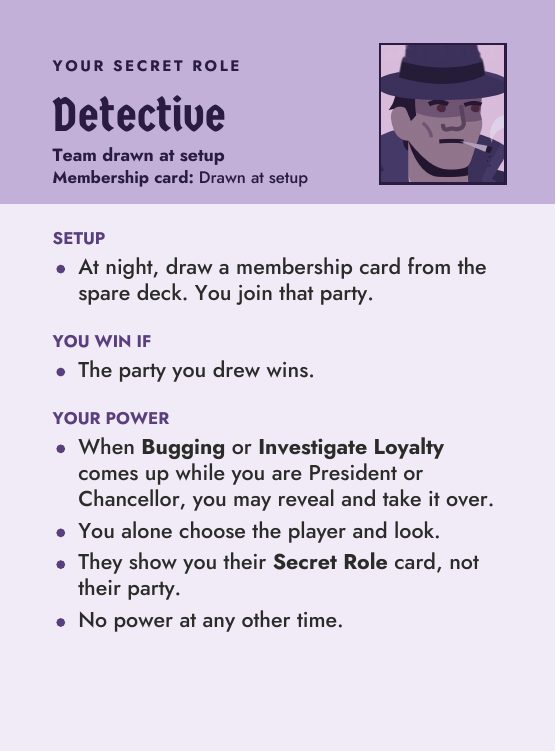 YOUR SECRET ROLE
Detective
Team drawn at setup
Membership card: Drawn at setup
SETUP
• At night, draw a membership card from the
spare deck. You join that party.
YOU WIN IF
• The party you drew wins.
YOUR POWER
• When Bugging or Investigate Loyalty
comes up while you are President or
Chancellor, you may reveal and take it over.
• You alone choose the player and look.
• They show you their Secret Role card, not
their party.
• No power at any other time.